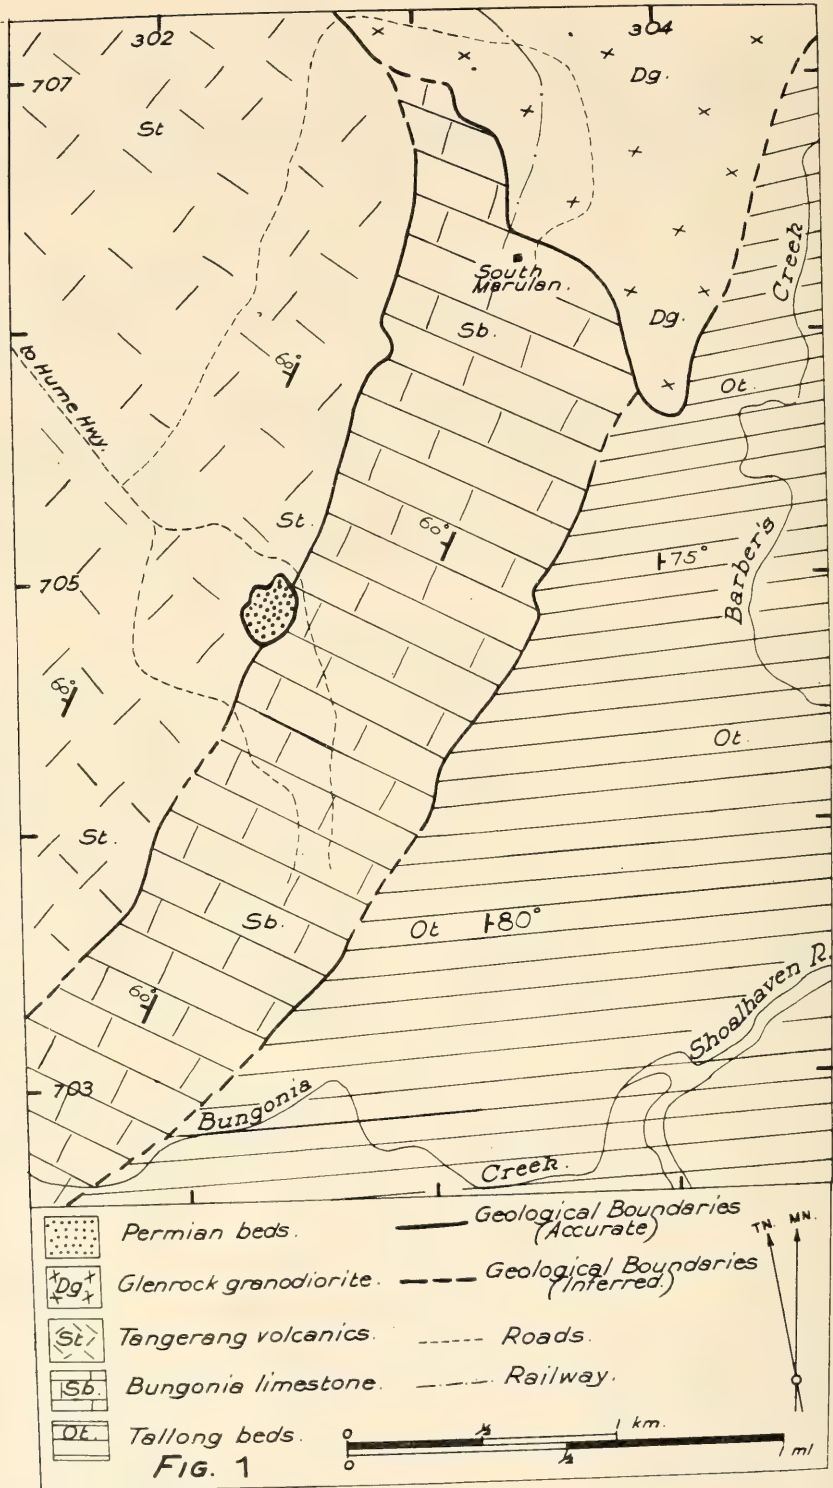 302
304
707
Dg.
St
Creek
South
Marulan.
Sb.
Dg.
to Hume Hwy.
60°
Ot.
St.
60°
75°
Barber's
705
60°
Ot.
St.
Sb.
Ot
80°
60°
Shoalhaven R.
703
Bungonia
Creek.
Permian beds.
Geological Boundaries
(Accurate)
TN. MN.
Dg
Glenrock granodiorite.
Geological Boundaries
(Inferred.)
St
Tangerang volcanics.
Roads.
Sb.
Bungonia limestone.
Railway.
Ot.
Tallong beds.
0 ½ 1 km.
0 ½ 1 ml
FIG. 1